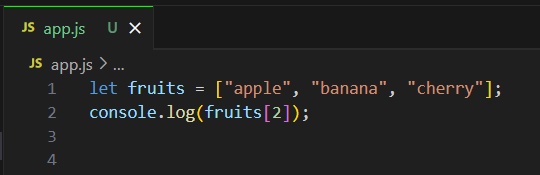 JS app.js U ×
JS app.js > ...
1 let fruits = ["apple", "banana", "cherry"];
2 console.log(fruits[2]);
3
4